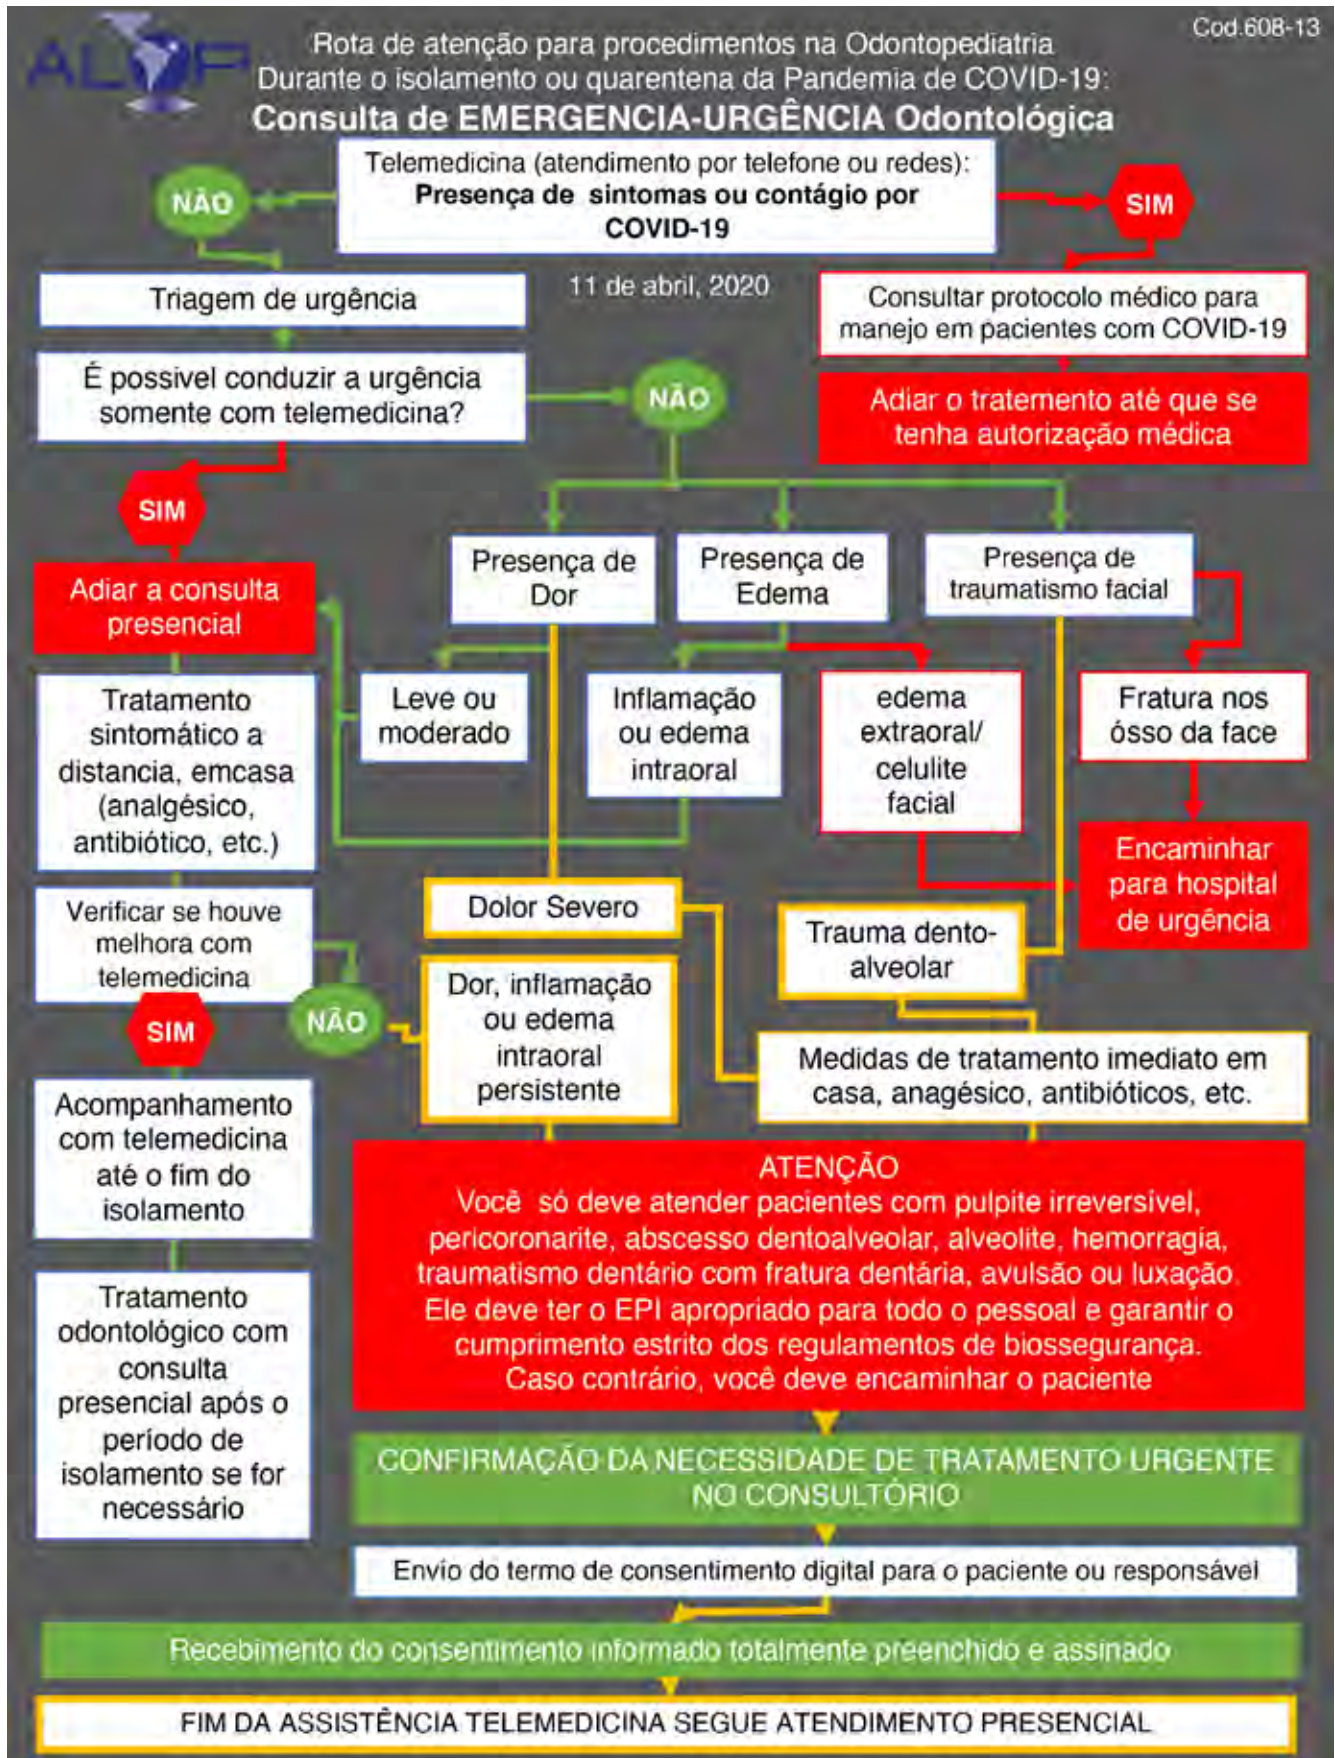 Cod.608-13
ALOP
Rota de atenção para procedimentos na Odontopediatria
Durante o isolamento ou quarentena da Pandemia de COVID-19:
Consulta de EMERGENCIA-URGÊNCIA Odontológica
Telemedicina (atendimento por telefone ou redes):
Presença de sintomas ou contágio por
COVID-19
NÃO
SIM
11 de abril, 2020
Triagem de urgência
Consultar protocolo médico para
manejo em pacientes com COVID-19
É possivel conduzir a urgência
somente com telemedicina?
NÃO
Adiar o tratemento até que se
tenha autorização médica
SIM
Adiar a consulta
presencial
Presença de
Dor
Presença de
Edema
Presença de
traumatismo facial
Tratamento
sintomático a
distancia, emcasa
(analgésico,
antibiótico, etc.)
Leve ou
moderado
Inflamação
ou edema
intraoral
edema
extraoral/
celulite
facial
Fratura nos
ósso da face
Encaminhar
para hospital
de urgência
Dolor Severo
Trauma dento-
alveolar
Verificar se houve
melhora com
telemedicina
SIM
NÃO
Dor, inflamação
ou edema
intraoral
persistente
Medidas de tratamento imediato em
casa, anagésico, antibióticos, etc.
Acompanhamento
com telemedicina
até o fim do
isolamento
ATENÇÃO
Você só deve atender pacientes com pulpite irreversível,
pericoronarite, abscesso dentoalveolar, alveolite, hemorragia,
traumatismo dentário com fratura dentária, avulsão ou luxação.
Ele deve ter o EPI apropriado para todo o pessoal e garantir o
cumprimento estrito dos regulamentos de biossegurança.
Caso contrário, você deve encaminhar o paciente
Tratamento
odontológico com
consulta
presencial após o
período de
isolamento se for
necessário
CONFIRMAÇÃO DA NECESSIDADE DE TRATAMENTO URGENTE
NO CONSULTÓRIO
Envio do termo de consentimento digital para o paciente ou responsável
Recebimento do consentimento informado totalmente preenchido e assinado
FIM DA ASSISTÊNCIA TELEMEDICINA SEGUE ATENDIMENTO PRESENCIAL